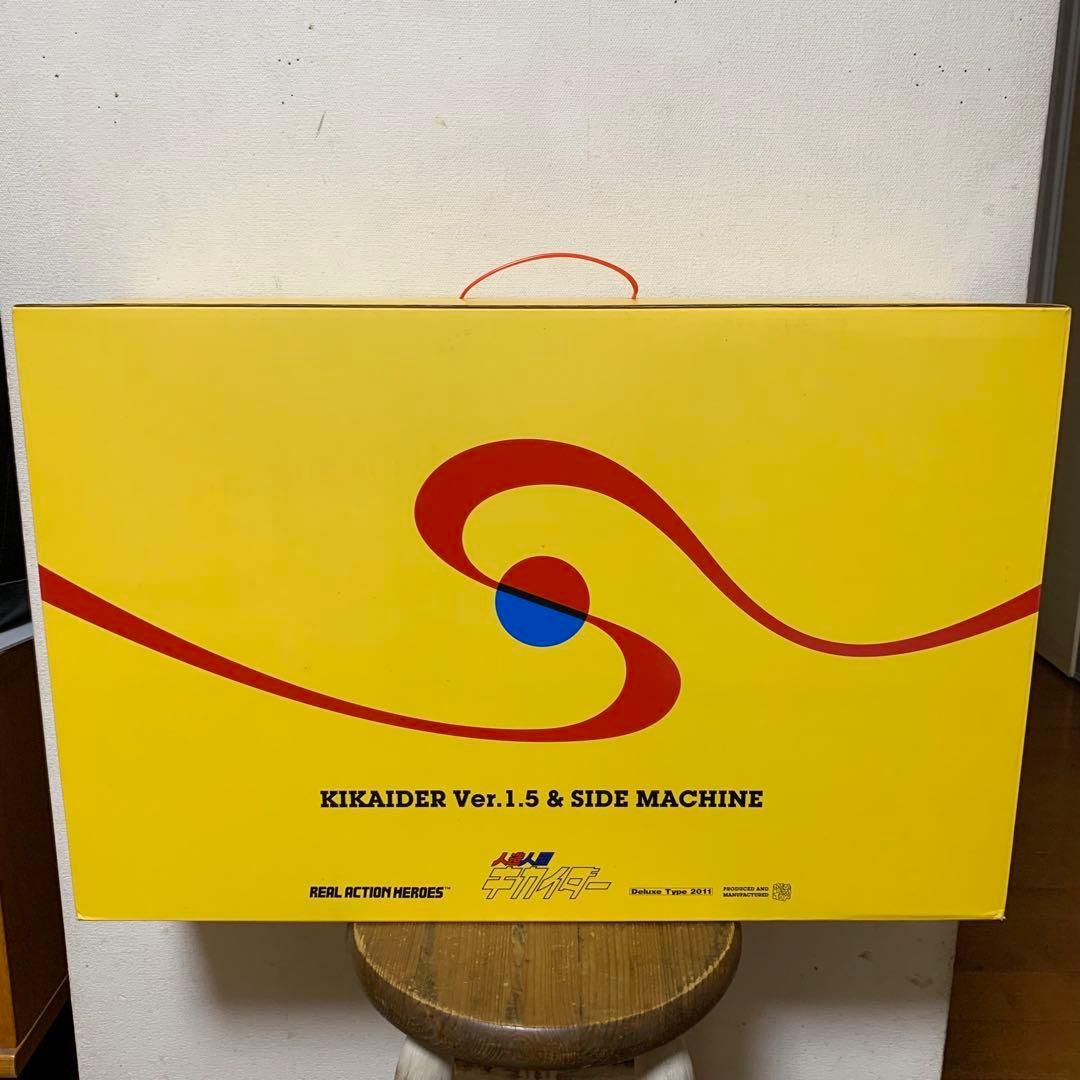 KIKAIDER Ver.1.5 & SIDE MACHINE
人造人間
キカイダー
REAL ACTION HEROES™
Deluxe Type 2011
PRODUCED AND
MANUFACTURED